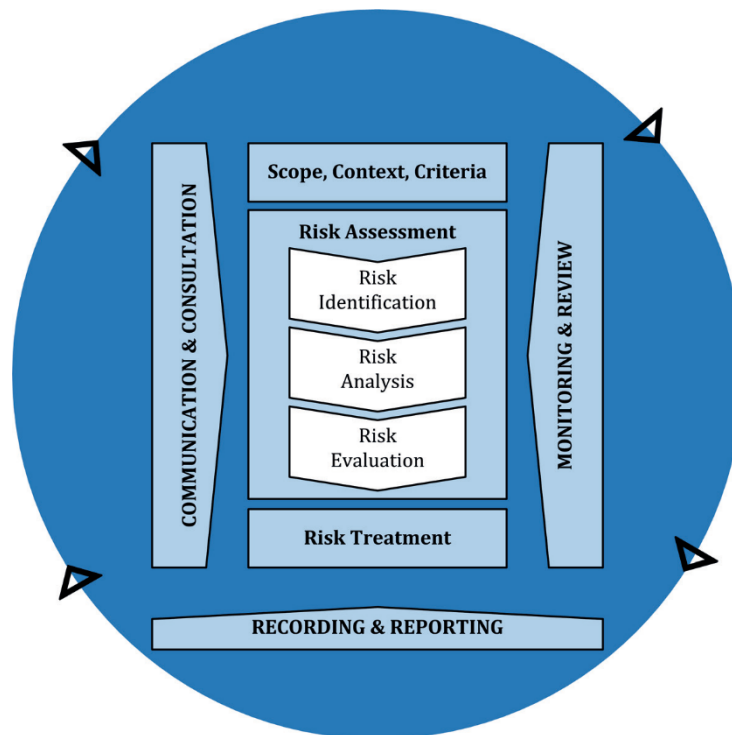 Scope, Context, Criteria
COMMUNICATION & CONSULTATION
Risk Assessment
Risk
Identification
Risk
Analysis
Risk
Evaluation
MONITORING & REVIEW
Risk Treatment
RECORDING & REPORTING